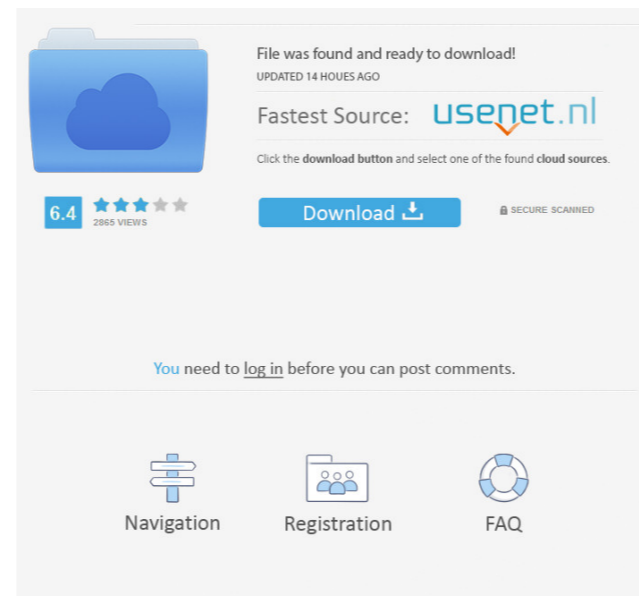 File was found and ready to download!
UPDATED 14 HOUES AGO
Fastest Source: usenet.nl
Click the download button and select one of the found cloud sources.
6.4
2865 VIEWS
Download
SECURE SCANNED
You need to log in before you can post comments.
Navigation
Registration
FAQ